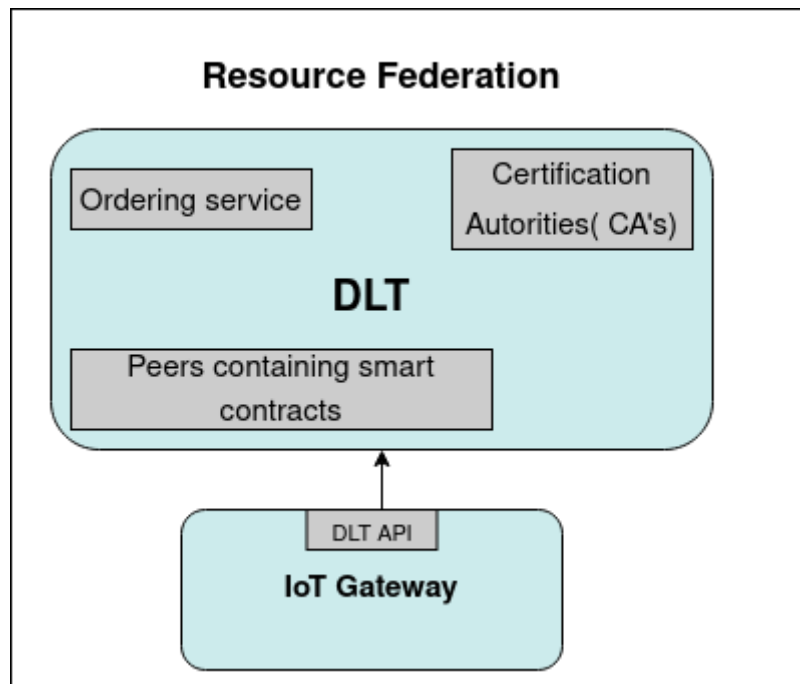 Resource Federation
Ordering service
Certification
Autorities( CA's)
DLT
Peers containing smart
contracts
DLT API
IoT Gateway